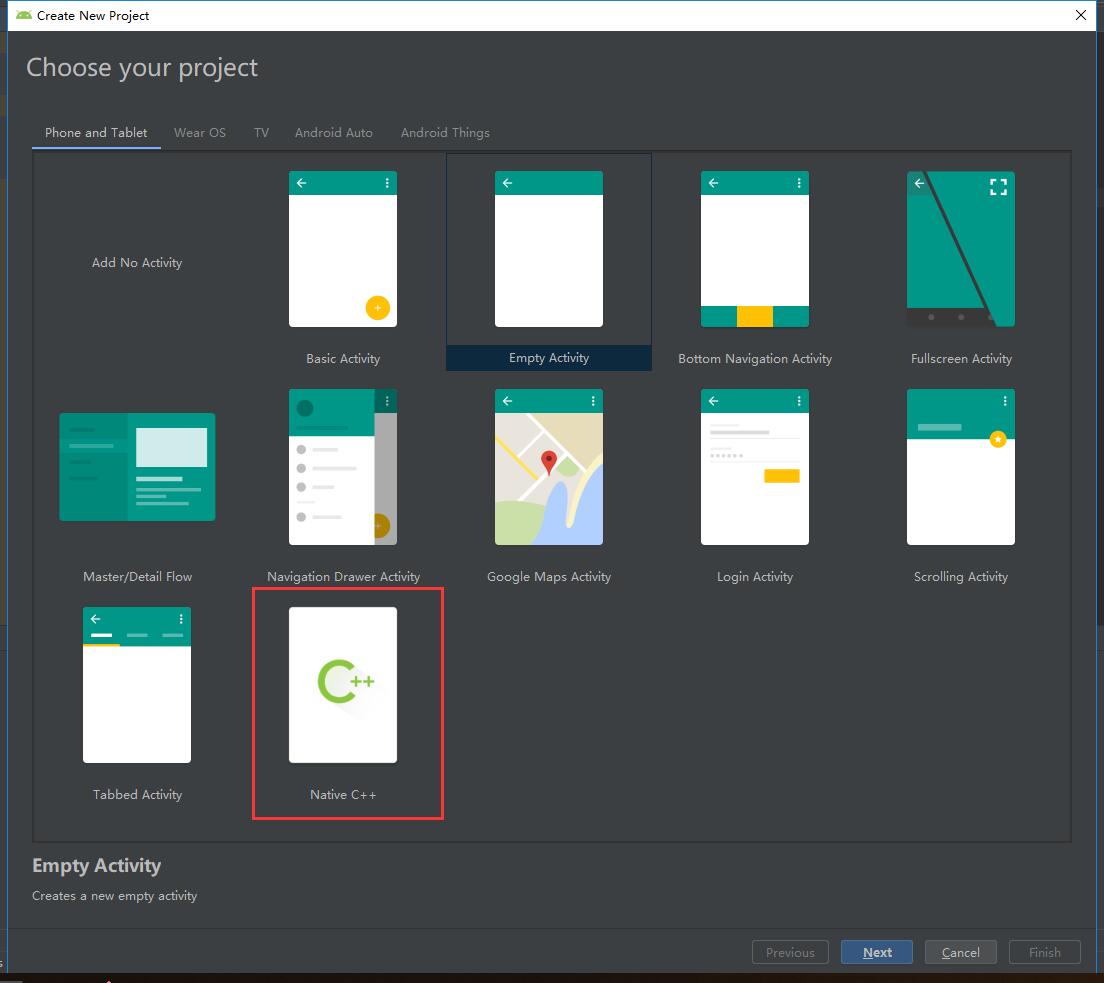 Create New Project
Choose your project
Phone and Tablet Wear OS TV Android Auto Android Things
Add No Activity
Basic Activity Empty Activity Bottom Navigation Activity Fullscreen Activity
Master/Detail Flow Navigation Drawer Activity Google Maps Activity Login Activity Scrolling Activity
C++
Tabbed Activity Native C++
Empty Activity
Creates a new empty activity
Previous Next Cancel Finish